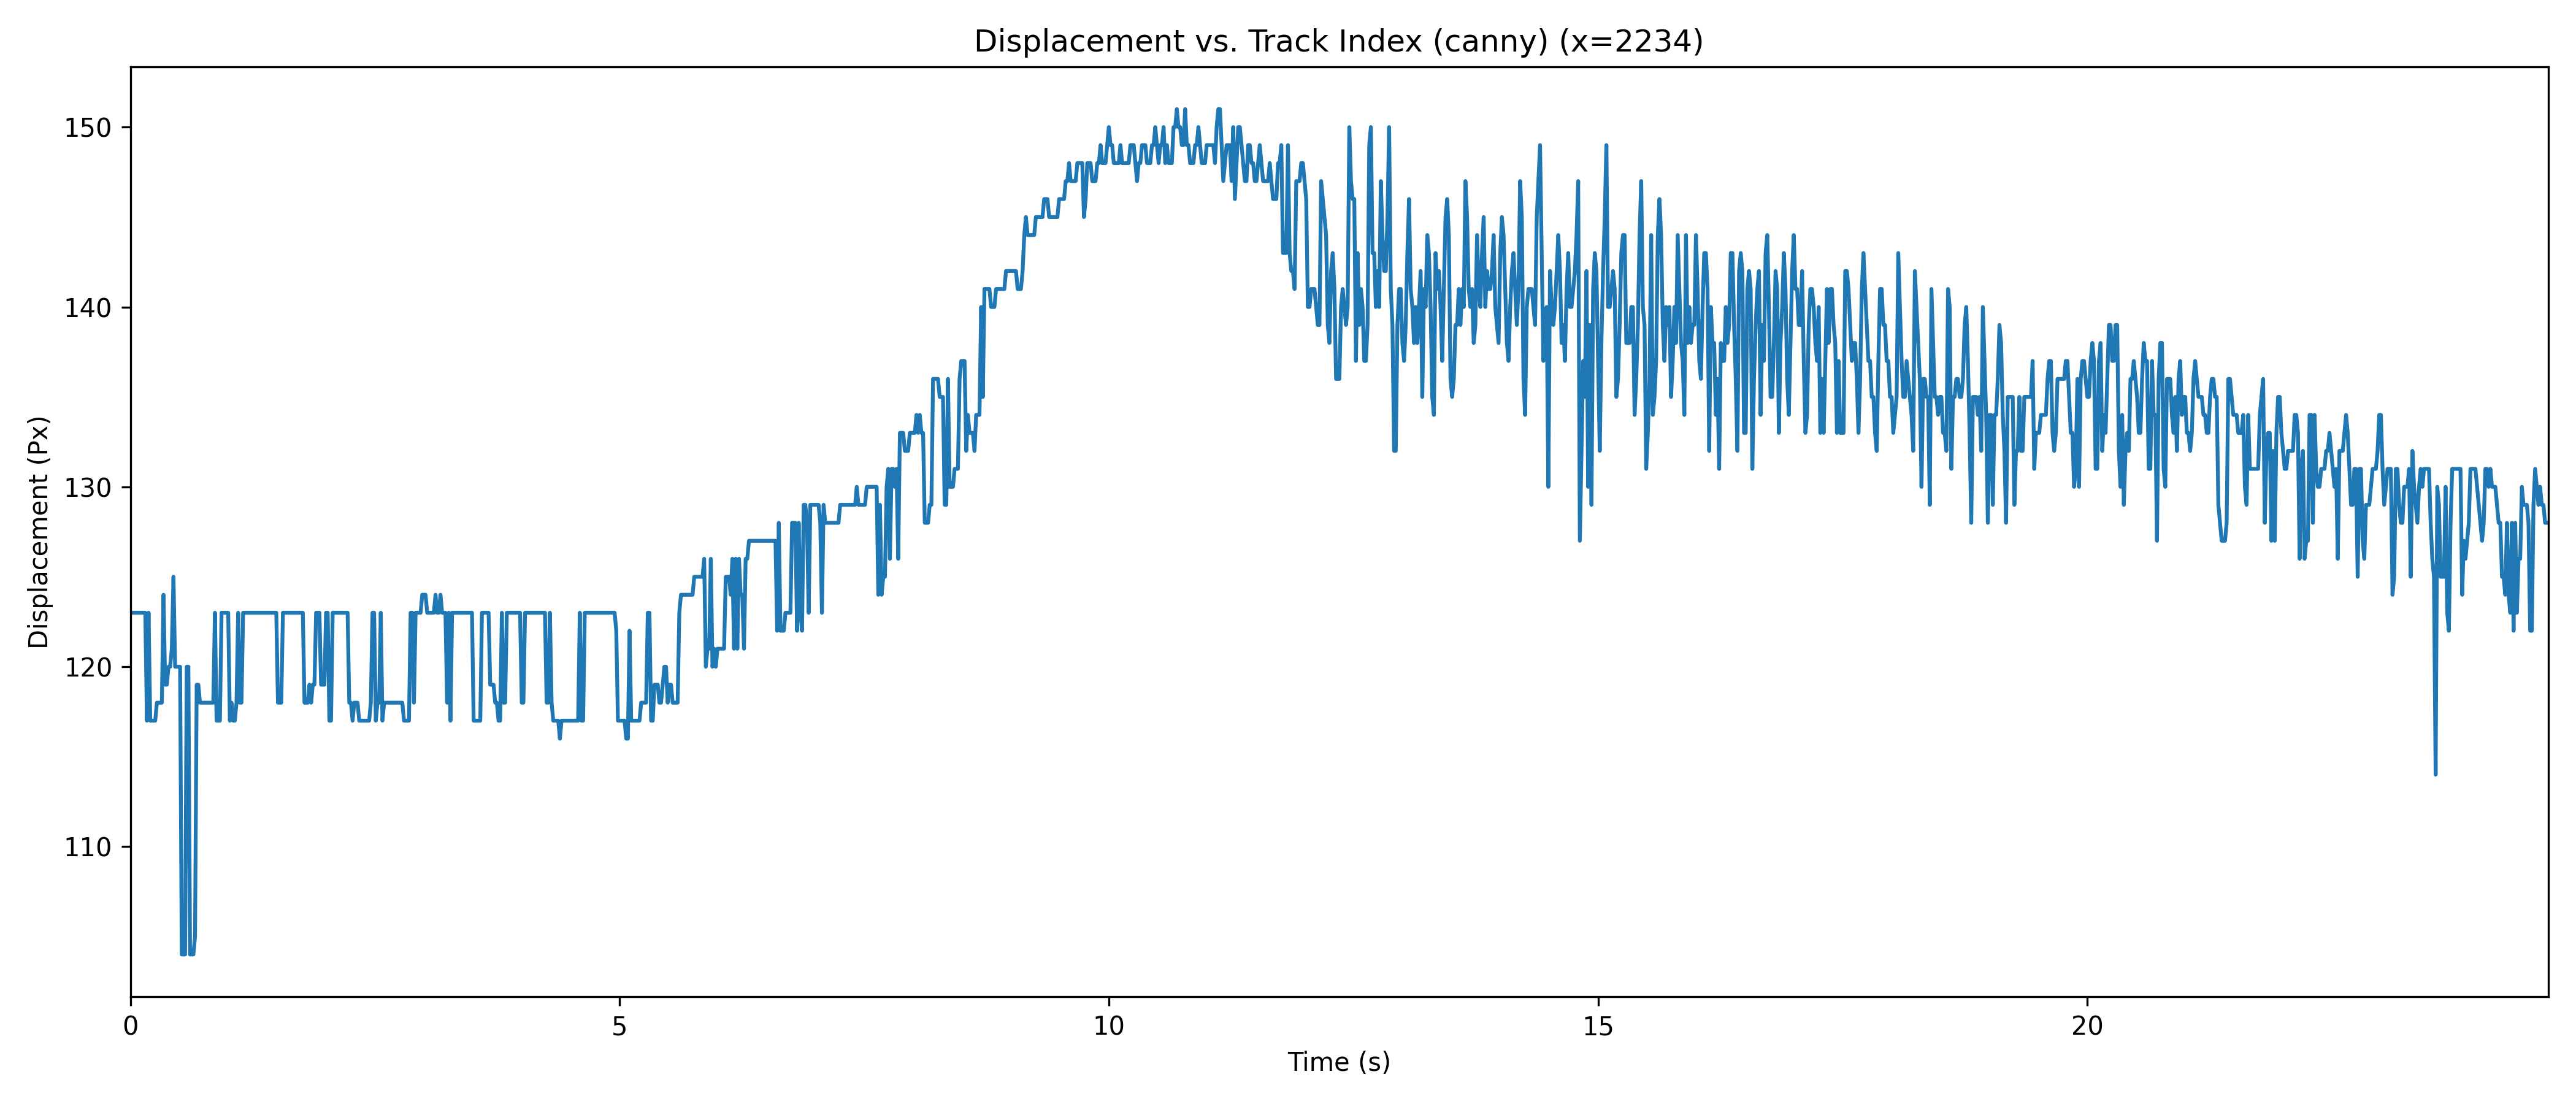 Displacement vs. Track Index (canny) (x=2234)
150
140
130
120
110
Displacement (Px)
0 5 10 15 20
Time (s)